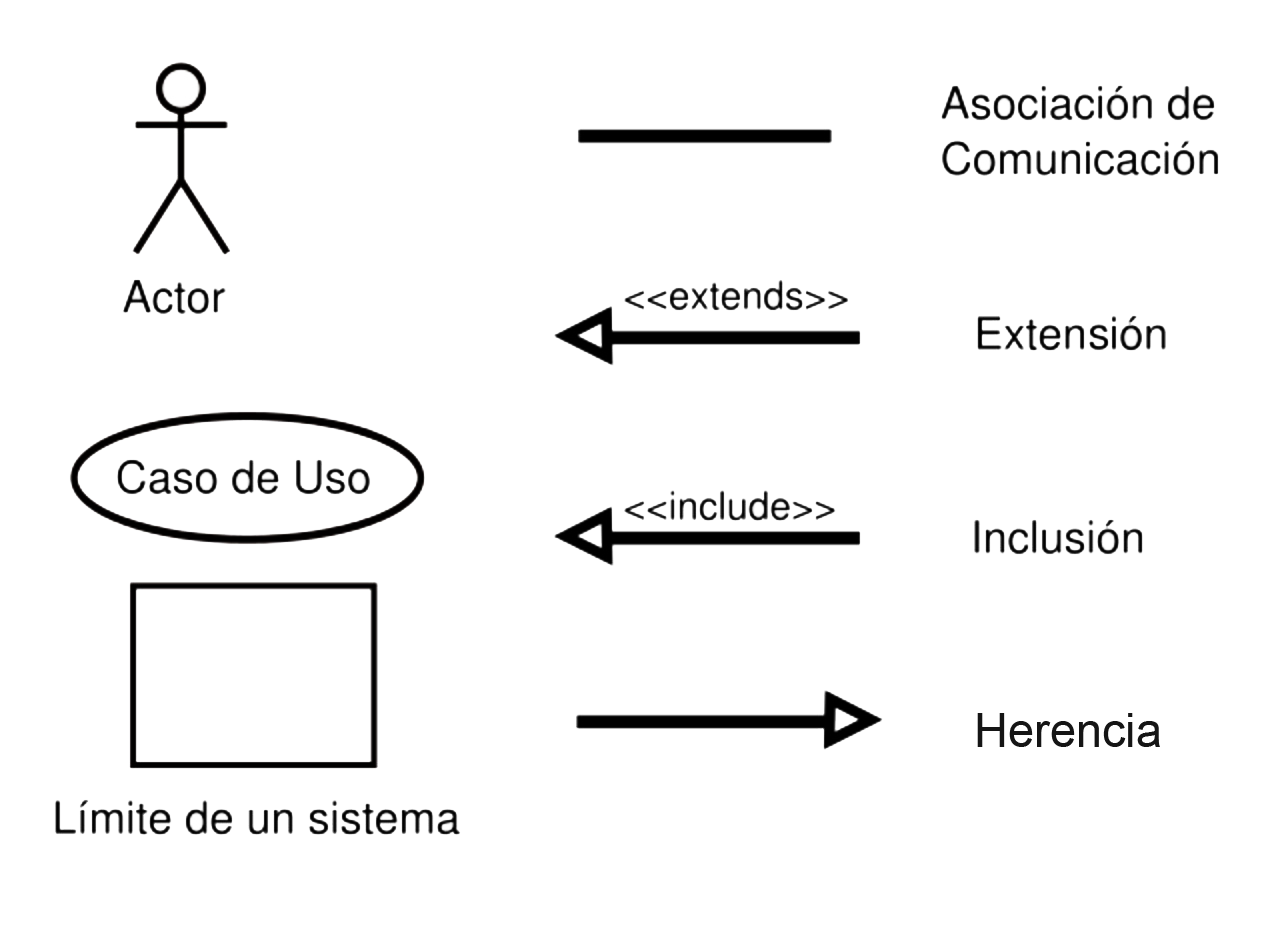 Actor
Caso de Uso
Límite de un sistema
Asociación de
Comunicación
<<extends>>
Extensión
<<include>>
Inclusión
Herencia